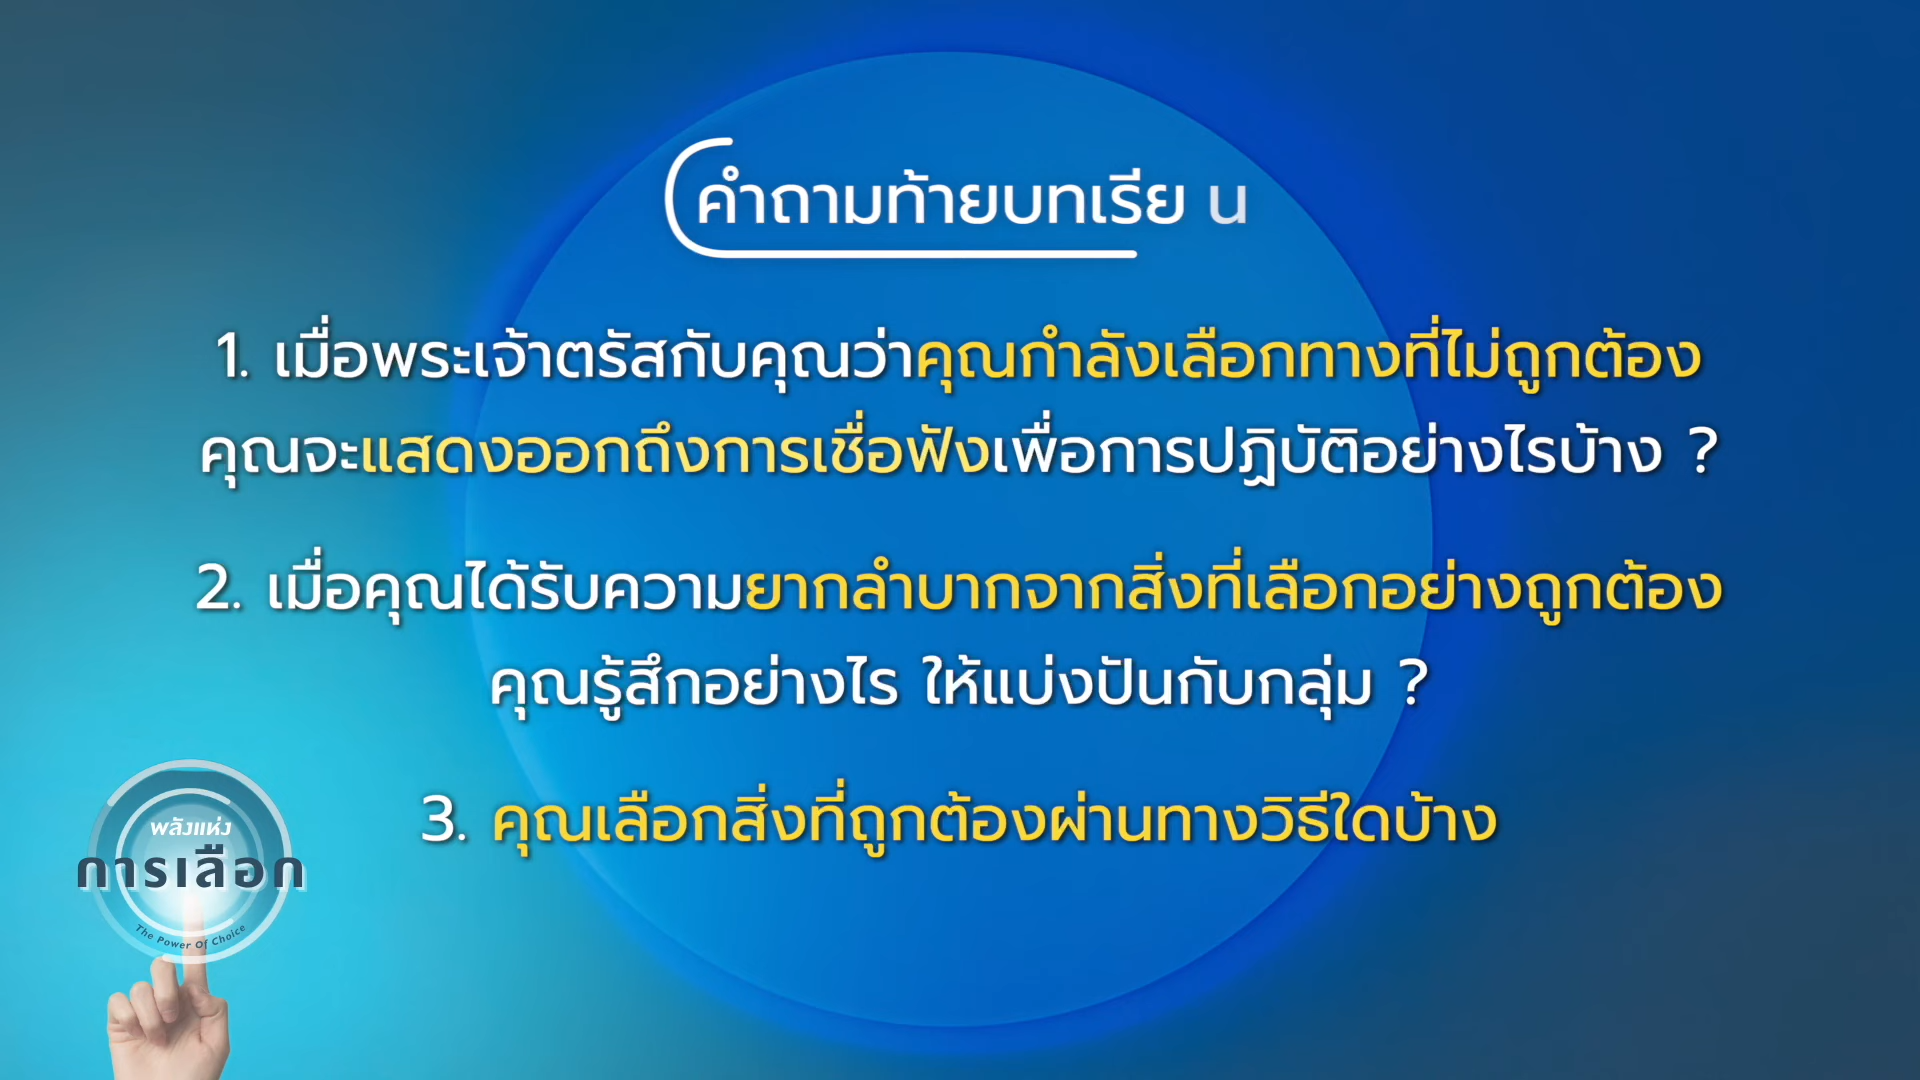 คำถามท้ายบทเรียน
1. เมื่อพระเจ้าตรัสกับคุณว่าคุณกำลังเลือกทางที่ไม่ถูกต้อง
คุณจะแสดงออกถึงการเชื่อฟังเพื่อการปฏิบัติอย่างไรบ้าง ?
2. เมื่อคุณได้รับความยากลำบากจากสิ่งที่เลือกอย่างถูกต้อง
คุณรู้สึกอย่างไร ให้แบ่งปันกับกลุ่ม ?
3. คุณเลือกสิ่งที่ถูกต้องผ่านทางวิธีใดบ้าง
พลังแห่ง
การเลือก
The Power Of Choice